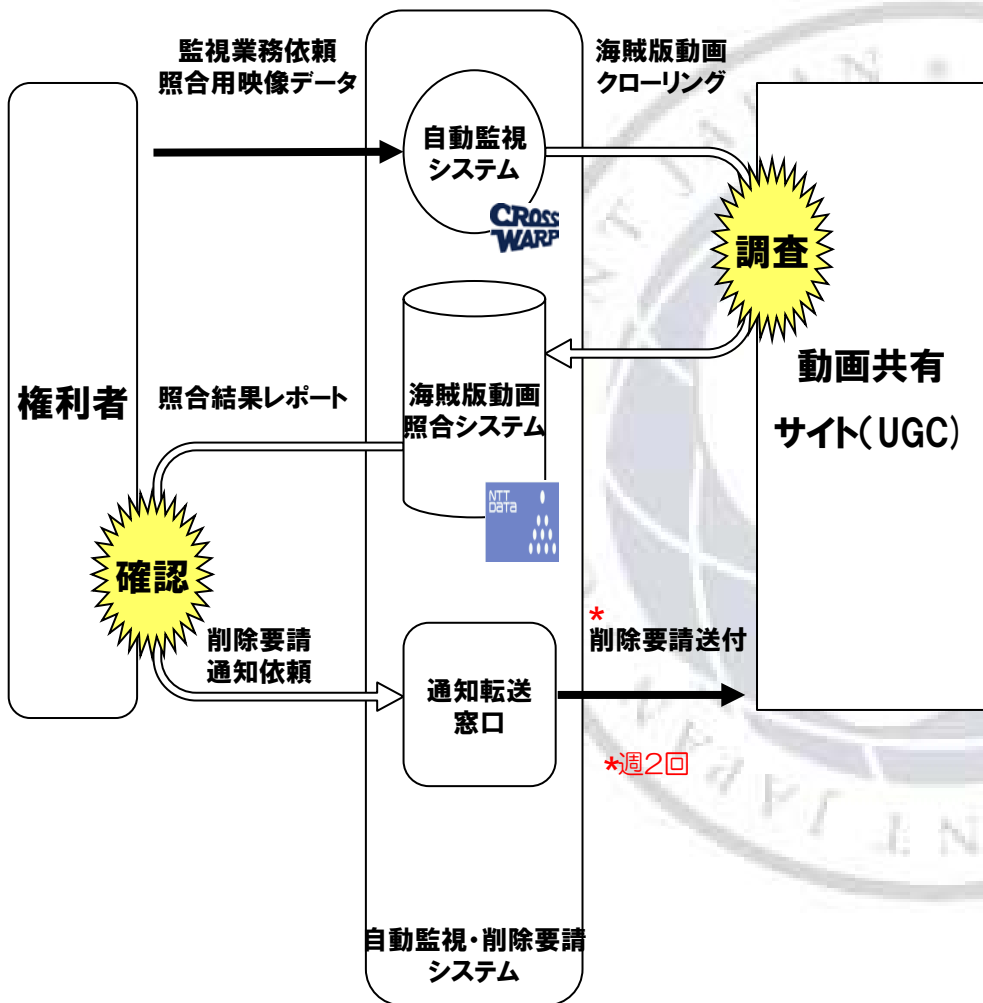 監視業務依頼
照合用映像データ
海賊版動画
クローリング
自動監視
システム
CROSS
WARP
調査
権利者
照合結果レポート
海賊版動画
照合システム
動画共有
サイト(UGC)
NTT
DATA
確認
削除要請
通知依頼
通知転送
窓口
*
削除要請送付
*週2回
自動監視・削除要請
システム